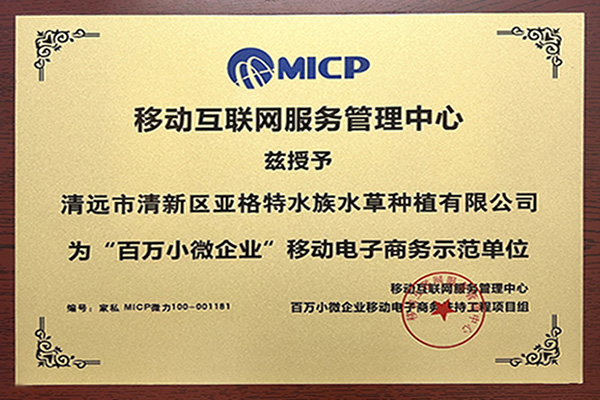 MICP
移动互联网服务管理中心
兹授予
清远市清新区亚格特水族水草种植有限公司
为“百万小微企业”移动电子商务示范单位
移动互联网服务管理中心
编号：家私 MICP微力100-001181
百万小微企业移动电子商务扶持工程项目组